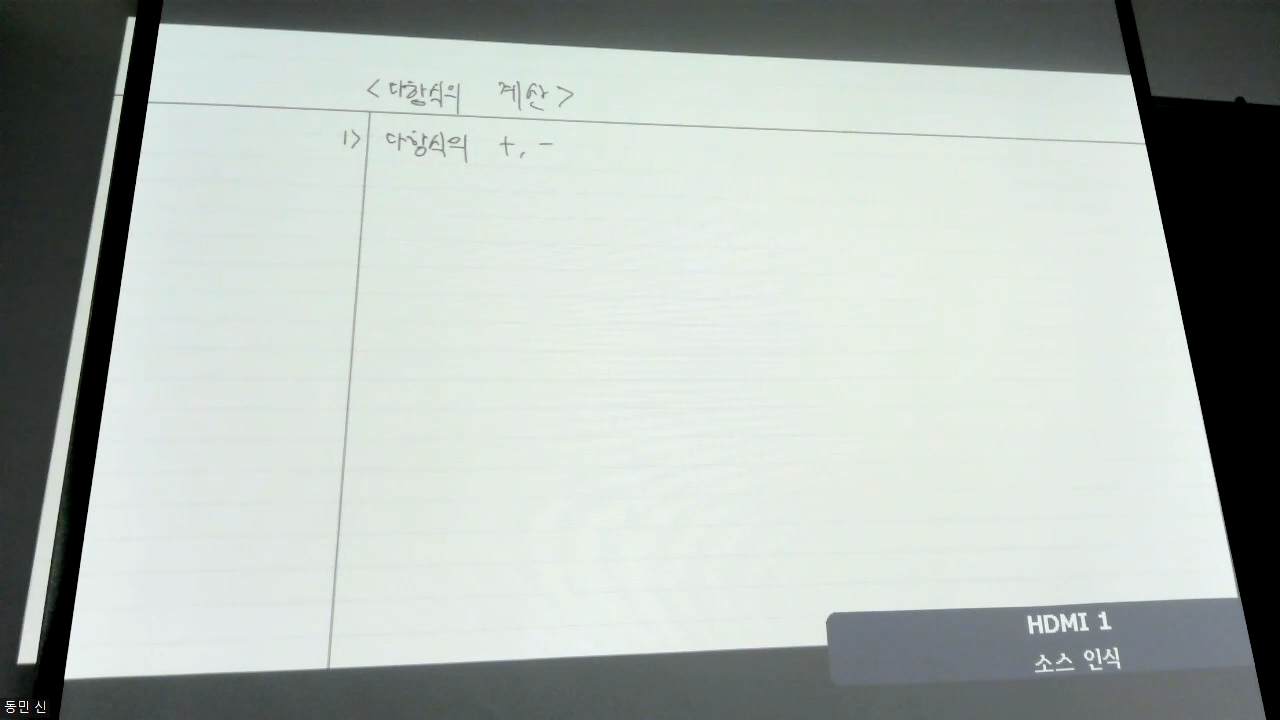 <다항식의 계산>
1> 다항식의 +, -
HDMI 1
소스 인식
동민 신